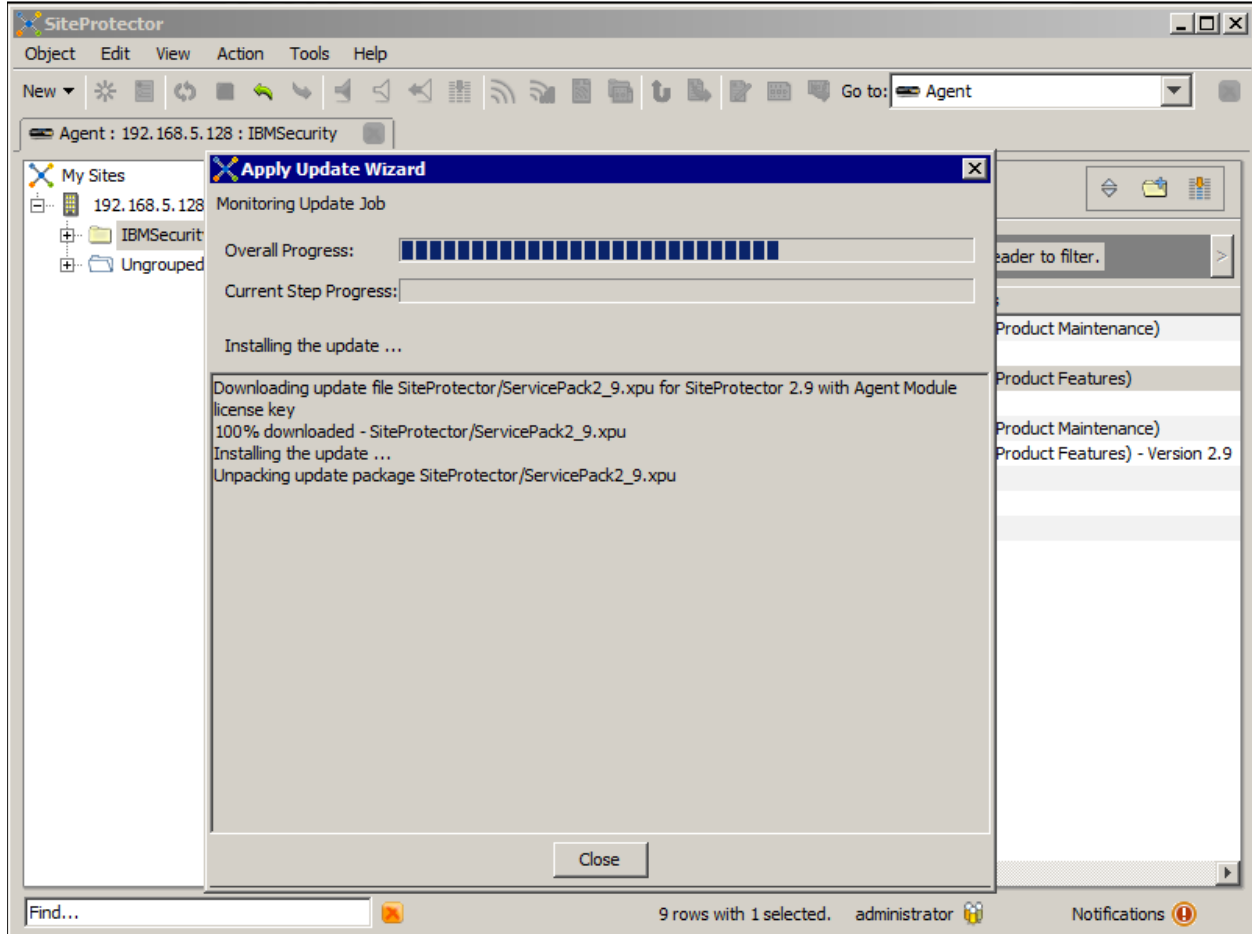 SiteProtector
Object Edit View Action Tools Help
New Go to: Agent
Agent : 192.168.5.128 : IBMSecurity
My Sites
192.168.5.128
IBMSecurit
Ungrouped
Apply Update Wizard
Monitoring Update Job
Overall Progress:
Current Step Progress:
Installing the update ...
Downloading update file SiteProtector/ServicePack2_9.xpu for SiteProtector 2.9 with Agent Module
license key
100% downloaded - SiteProtector/ServicePack2_9.xpu
Installing the update ...
Unpacking update package SiteProtector/ServicePack2_9.xpu
Close
eader to filter. >
Product Maintenance)
Product Features)
Product Maintenance)
Product Features) - Version 2.9
Find... 9 rows with 1 selected. administrator Notifications